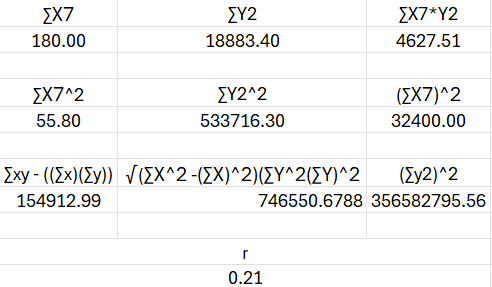 ∑X7 ∑Y2 ∑X7*Y2
180.00 18883.40 4627.51
∑X7^2 ∑Y2^2 (∑X7)^2
55.80 533716.30 32400.00
∑xy - ((∑x)(∑y)) √(∑X^2 -(∑X)^2)(∑Y^2(∑Y)^2 (∑y2)^2
154912.99 746550.6788 356582795.56
r
0.21